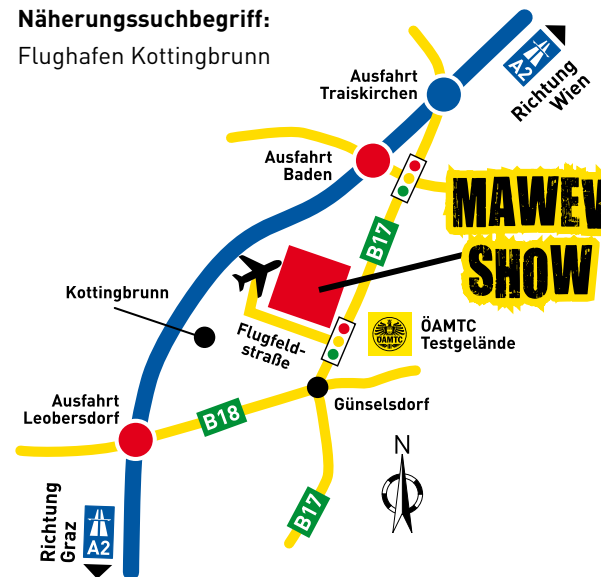 Näherungssuchbegriff:
Flughafen Kottingbrunn
A2
Richtung
Wien
Ausfahrt
Traiskirchen
Ausfahrt
Baden
MAWEV
SHOW
B17
Kottingbrunn
Flugfeld-
straße
ÖAMTC
ÖAMTC
Testgelände
Ausfahrt
Leobersdorf
B18
Günselsdorf
N
B17
Richtung
Graz
A2